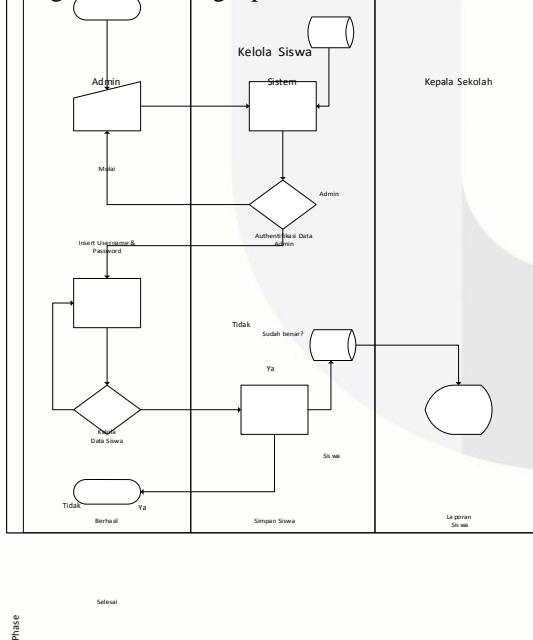 Kelola Siswa
Admin
Sistem
Kepala Sekolah
Mulai
Admin
Insert Username &
Password
Authentifikasi Data
Admin
Tidak
Sudah benar?
Ya
Kelola
Data Siswa
Siswa
Tidak
Ya
Berhasil
Simpan Siswa
Laporan
Siswa
Selesai
Phase